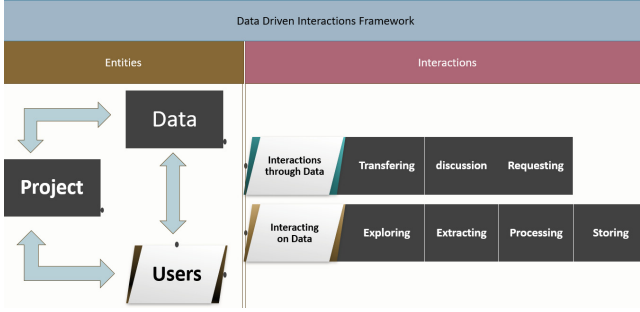 Data Driven Interactions Framework
Entities
Interactions
Data
Project
Users
Interactions
through Data
Transfering
discussion
Requesting
Interacting
on Data
Exploring
Extracting
Processing
Storing